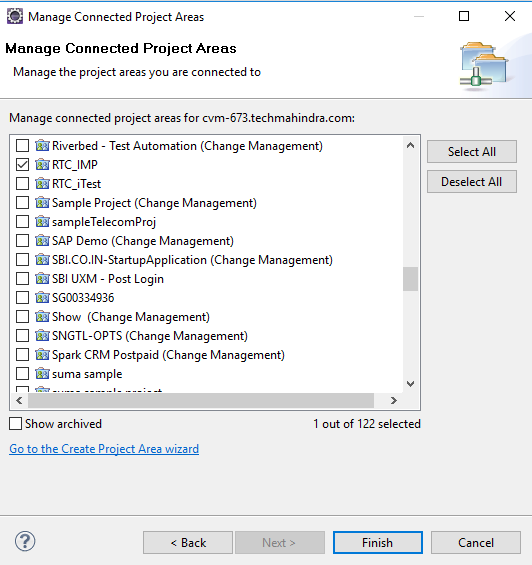 Manage Connected Project Areas
Manage Connected Project Areas
Manage the project areas you are connected to
Manage connected project areas for cvm-673.techmahindra.com:
Riverbed - Test Automation (Change Management)
RTC_IMP
RTC_iTest
Sample Project (Change Management)
sampleTelecomProj
SAP Demo (Change Management)
SBI.CO.IN-StartupApplication (Change Management)
SBI UXM - Post Login
SG00334936
Show  (Change Management)
SNGTL-OPTS (Change Management)
Spark CRM Postpaid (Change Management)
suma sample
suma sample project
Select All
Deselect All
Show archived
1 out of 122 selected
Go to the Create Project Area wizard
?
< Back
Next >
Finish
Cancel